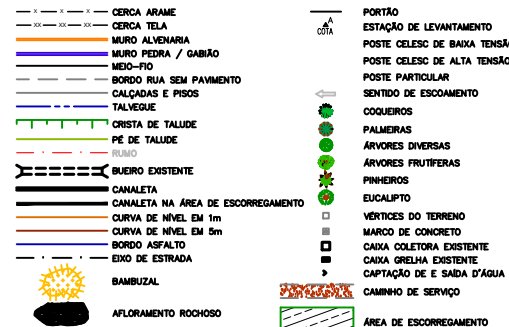 x x x CERCA ARAME
xx xx xx CERCA TELA
MURO ALVENARIA
MURO PEDRA / GABIÃO
MEIO-FIO
BORDO RUA SEM PAVIMENTO
CALÇADAS E PISOS
TALVEGUE
CRISTA DE TALUDE
PÉ DE TALUDE
RUMO
BUEIRO EXISTENTE
CANALETA
CANALETA NA ÁREA DE ESCORREGAMENTO
CURVA DE NÍVEL EM 1m
CURVA DE NÍVEL EM 5m
BORDO ASFALTO
EIXO DE ESTRADA
BAMBUZAL
AFLORAMENTO ROCHOSO
PORTÃO
A
COTA
ESTAÇÃO DE LEVANTAMENTO
POSTE CELESC DE BAIXA TENSÃO
POSTE CELESC DE ALTA TENSÃO
POSTE PARTICULAR
SENTIDO DE ESCOAMENTO
COQUEIROS
PALMEIRAS
ÁRVORES DIVERSAS
ÁRVORES FRUTÍFERAS
PINHEIROS
EUCALIPTO
VÉRTICES DO TERRENO
MARCO DE CONCRETO
CAIXA COLETORA EXISTENTE
CAIXA GRELHA EXISTENTE
CAPTAÇÃO DE E SAÍDA D'ÁGUA
CAMINHO DE SERVIÇO
ÁREA DE ESCORREGAMENTO